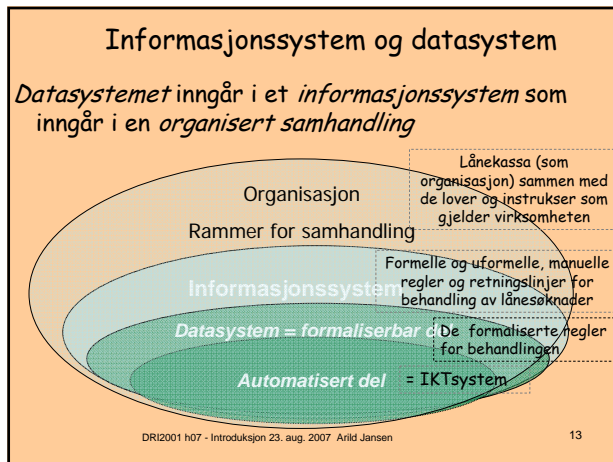 Informasjonssystem og datasystem
Datasystemet inngår i et informasjonssystem som
inngår i en organisert samhandling
Lånekassa (som
organisasjon) sammen med
de lover og instrukser som
gjelder virksomheten
Organisasjon
Rammer for samhandling
Formelle og uformelle, manuelle
regler og retningslinjer for
behandling av lånesøknader
Informasjonssystem
Datasystem = formaliserbar del
De formaliserte regler
for behandlingen
Automatisert del
= IKTsystem
DRI2001 h07 - Introduksjon 23. aug. 2007 Arild Jansen
13